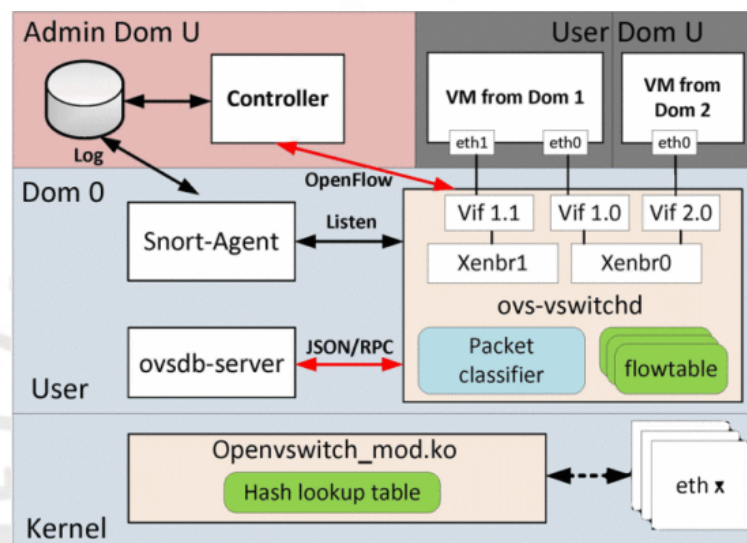 Admin Dom U
User Dom U
Controller
VM from Dom 1
VM from
Dom 2
eth1
eth0
eth0
Log
OpenFlow
Dom 0
Snort-Agent
Listen
Vif 1.1
Vif 1.0
Vif 2.0
Xenbr1
Xenbr0
ovs-vswitchd
ovsdb-server
JSON/RPC
Packet
classifier
flowtable
User
Openvswitch_mod.ko
Hash lookup table
eth x
Kernel